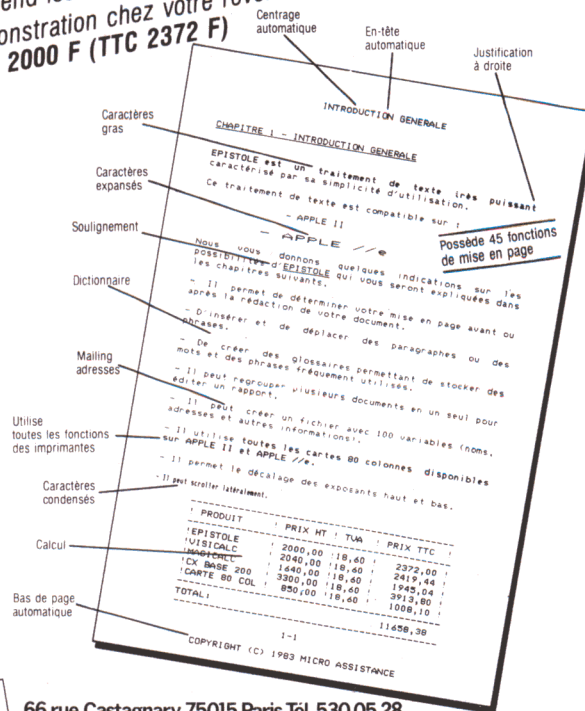 onstration chez votre
2000 F (TTC 2372 F)
Centrage
automatique
En-tête
automatique
Justification
à droite
Caractères
gras
Caractères
expansés
Soulignement
Dictionnaire
Mailing
adresses
Utilise
toutes les fonctions
des imprimantes
Caractères
condensés
Calcul
Bas de page
automatique
INTRODUCTION GENERALE
CHAPITRE 1 - INTRODUCTION GENERALE
EPISTOLE est un traitement de texte très puissant
caractérisé par sa simplicité d'utilisation.
Ce traitement de texte est compatible sur :
- APPLE II
- APPLE //e
Possède 45 fonctions
de mise en page
Nous vous donnons quelques indications sur les
possibilités d'EPISTOLE qui vous seront expliquées dans
les chapitres suivants.
- Il permet de déterminer votre mise en page avant ou
après la rédaction de votre document.
- D'insérer et de déplacer des paragraphes ou des
phrases.
- De créer des glossaires permettant de stocker des
mots et des phrases fréquement utilisés.
- Il peut regrouper plusieurs documents en un seul pour
éditer un rapport.
- Il peut créer un fichier avec 100 variables (noms,
adresses et autres informations).
- Il utilise toutes les cartes 80 colonnes disponibles
sur APPLE II et APPLE //e.
- Il permet le décalage des exposants haut et bas.
- Il peut scroller latéralement.
! PRODUIT ! PRIX HT ! TVA ! PRIX TTC !
!EPISTOLE ! 2000,00 !18,60 ! 2372,00 !
!VISICALC ! 2040,00 !18,60 ! 2419,44 !
!MAGICALC ! 1640,00 !18,60 ! 1945,04 !
!CX BASE 200 ! 3300,00 !18,60 ! 3913,80 !
!CARTE 80 COL ! 850,00 !18,60 ! 1008,10 !
TOTAL: 11658,38
1-1
COPYRIGHT (C) 1983 MICRO ASSISTANCE
66 rue Castagnary 75015 Paris Tél. 530.05.28